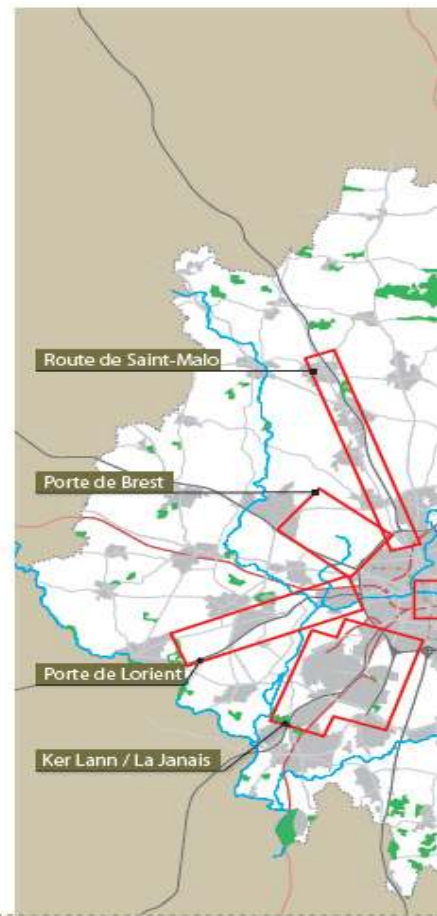 Route de Saint-Malo
Porte de Brest
Porte de Lorient
Ker Lann / La Janais